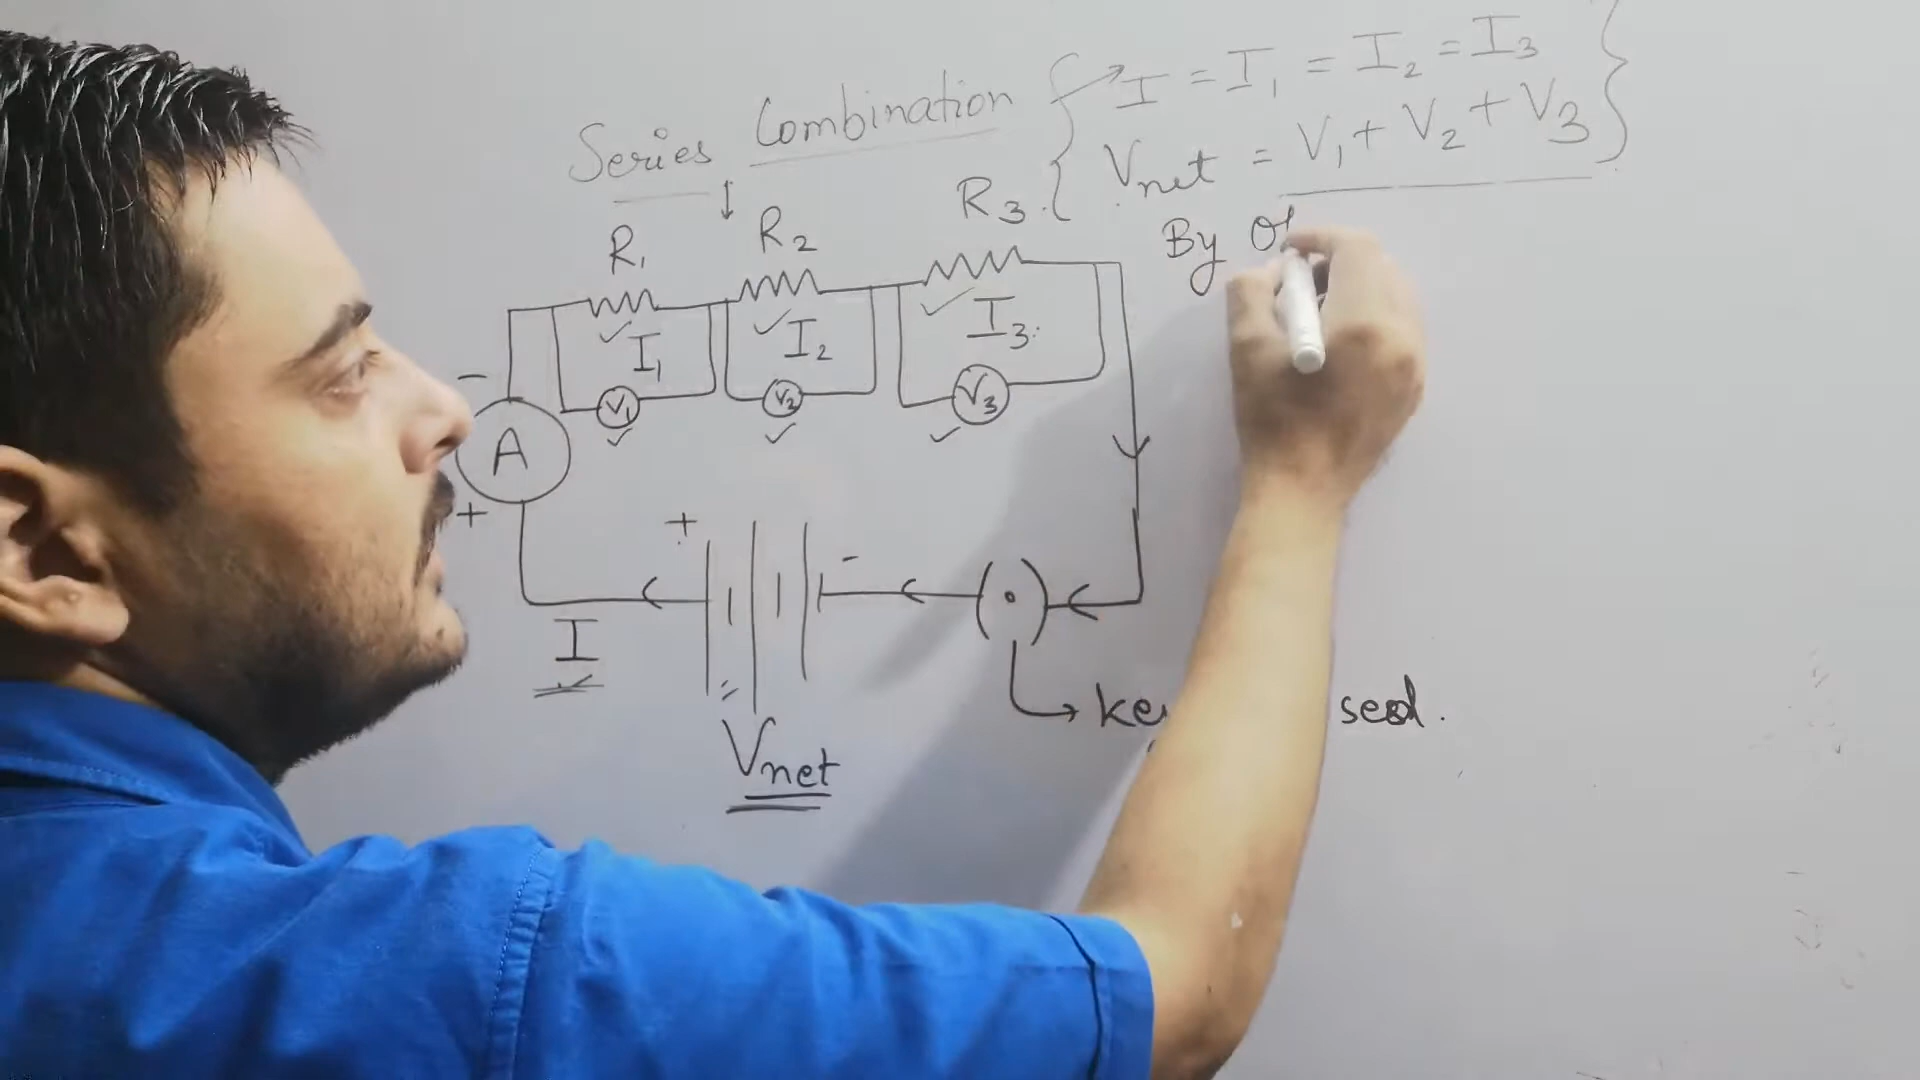 Series Combination
I = I₁ = I₂ = I₃
Vnet = V₁ + V₂ + V₃
By
R₁ R₂ R₃
I₁ I₂ I₃
V₁ V₂ V₃
-
A
+
+ -
I
Vnet